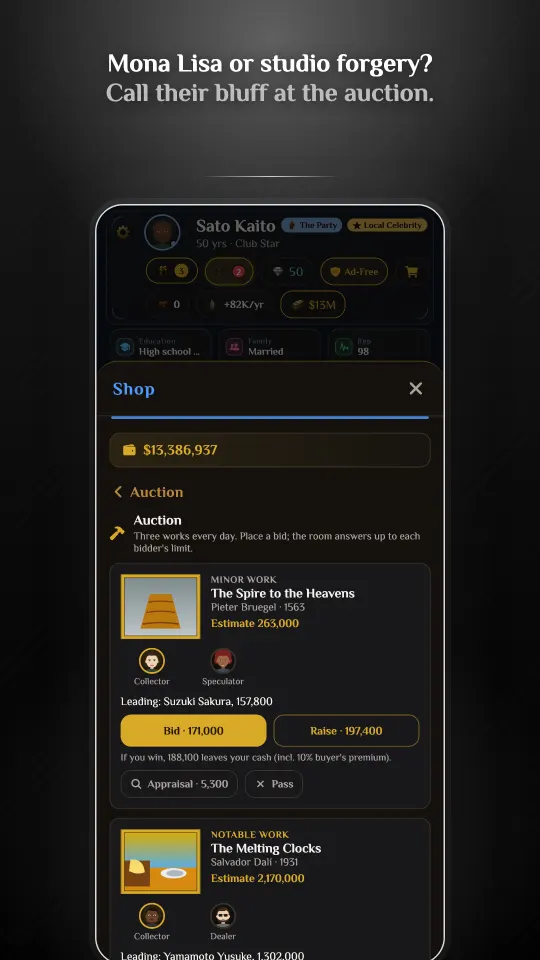 Mona Lisa or studio forgery?
Call their bluff at the auction.
Sato Kaito
The Party
Local Celebrity
50 yrs · Club Star
3
2
50
Ad-Free
0
+82K/yr
$13M
Education
High school ...
Family
Married
98
Shop
$13,386,937
Auction
Auction
Three works every day. Place a bid; the room answers up to each
bidder's limit.
MINOR WORK
The Spire to the Heavens
Pieter Bruegel · 1563
Estimate 263,000
Collector
Speculator
Leading: Suzuki Sakura, 157,800
Bid · 171,000
Raise · 197,400
If you win, 188,100 leaves your cash (incl. 10% buyer's premium).
Appraisal · 5,300
Pass
NOTABLE WORK
The Melting Clocks
Salvador Dalí · 1931
Estimate 2,170,000
Collector
Dealer
Leading: Yamamoto Yusuke, 1,302,000